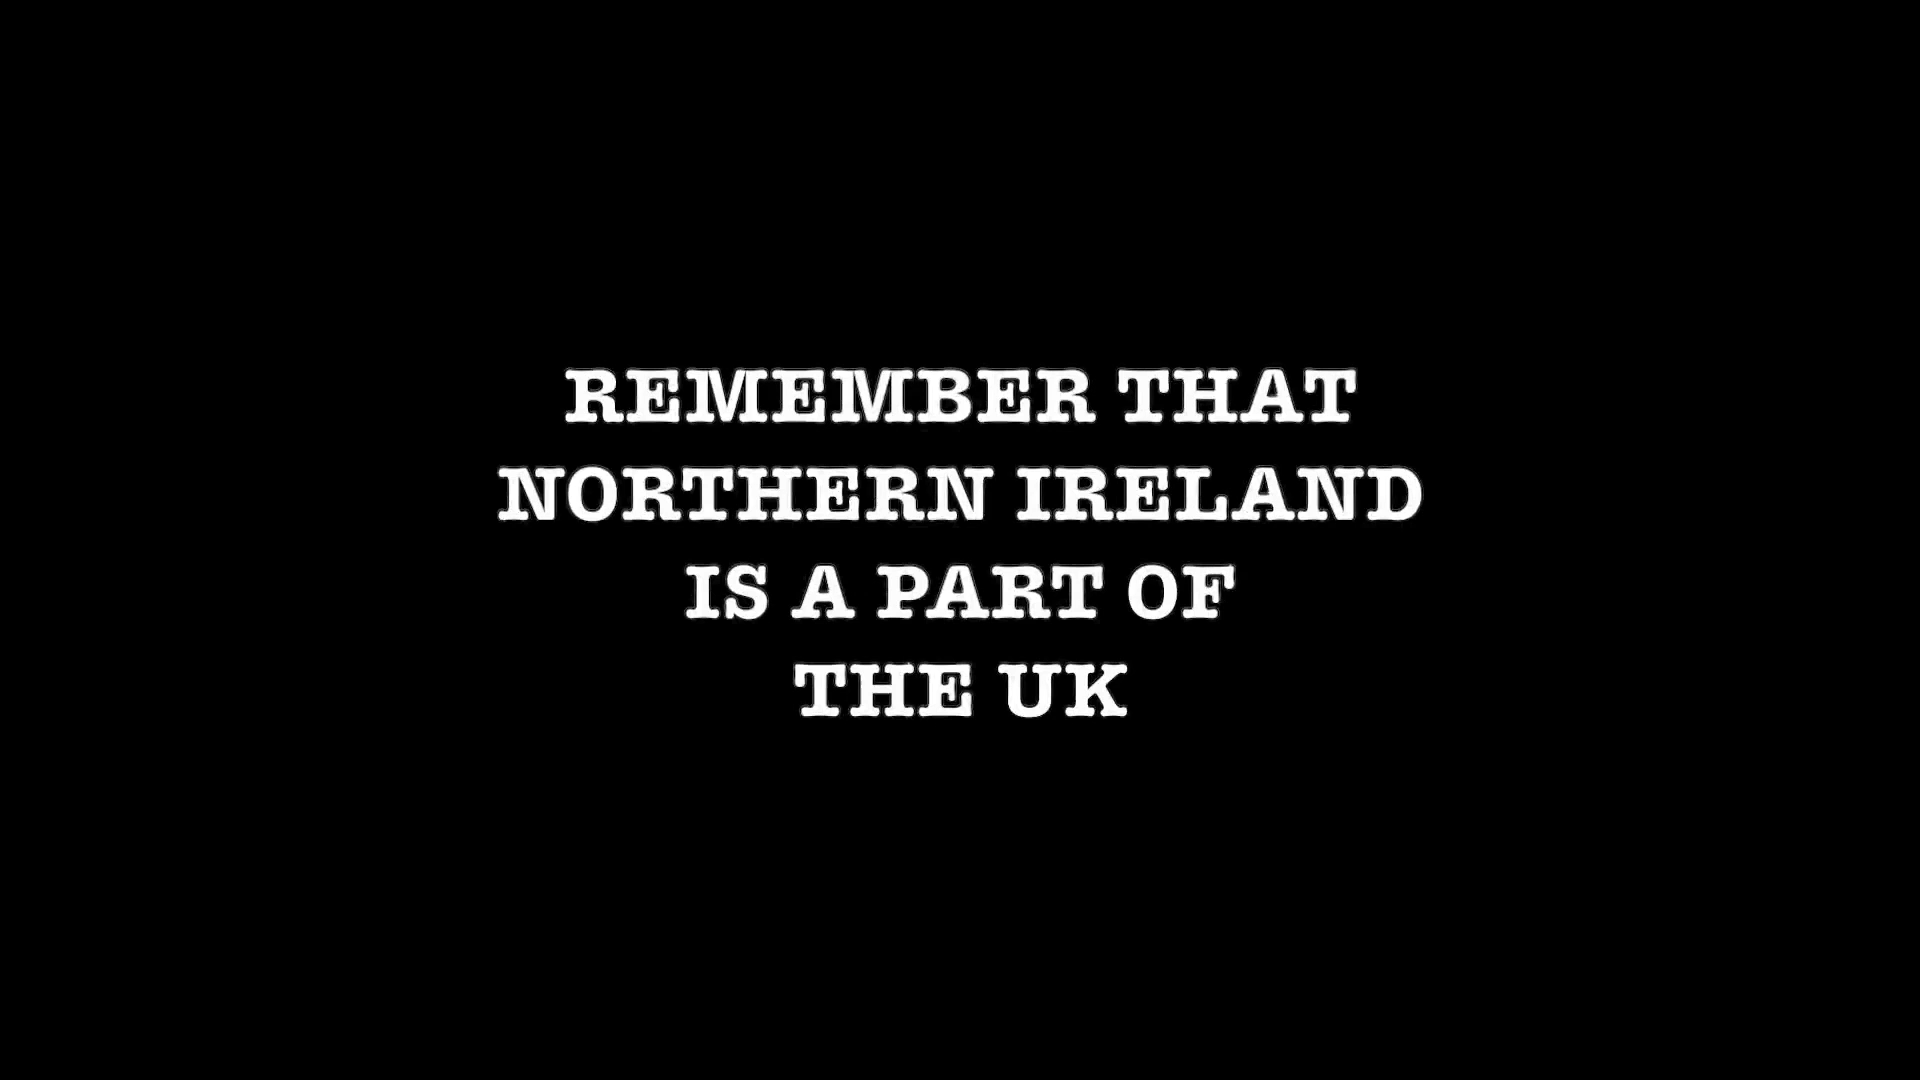 REMEMBER THAT
NORTHERN IRELAND
IS A PART OF
THE UK